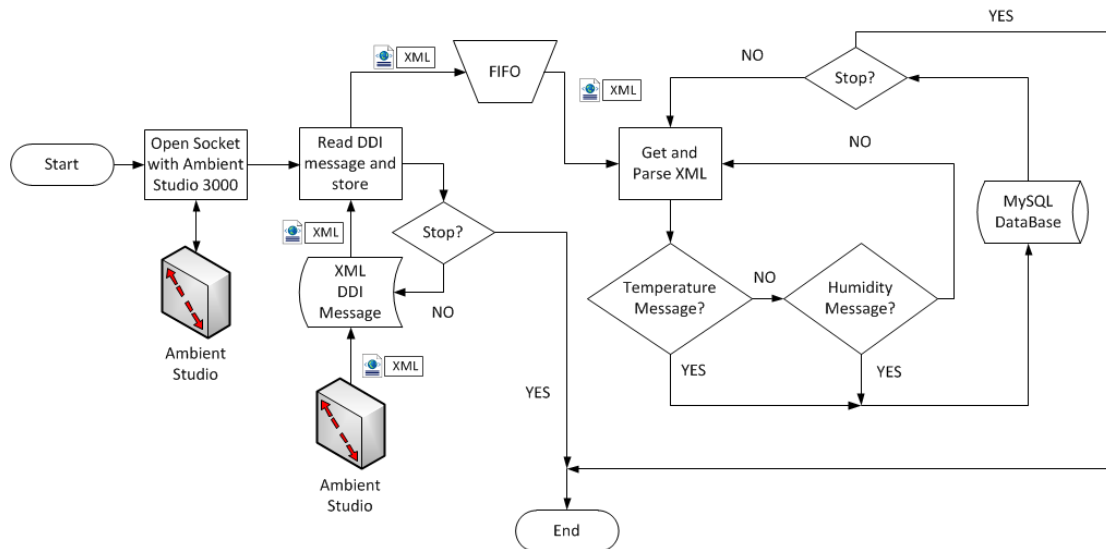 YES
XML
FIFO
NO
Stop?
XML
Start
Open Socket
with Ambient
Studio 3000
Read DDI
message and
store
Get and
Parse XML
NO
MySQL
DataBase
XML
Stop?
XML
DDI
Message
NO
Temperature
Message?
NO
Humidity
Message?
Ambient
Studio
XML
YES
YES
YES
Ambient
Studio
End